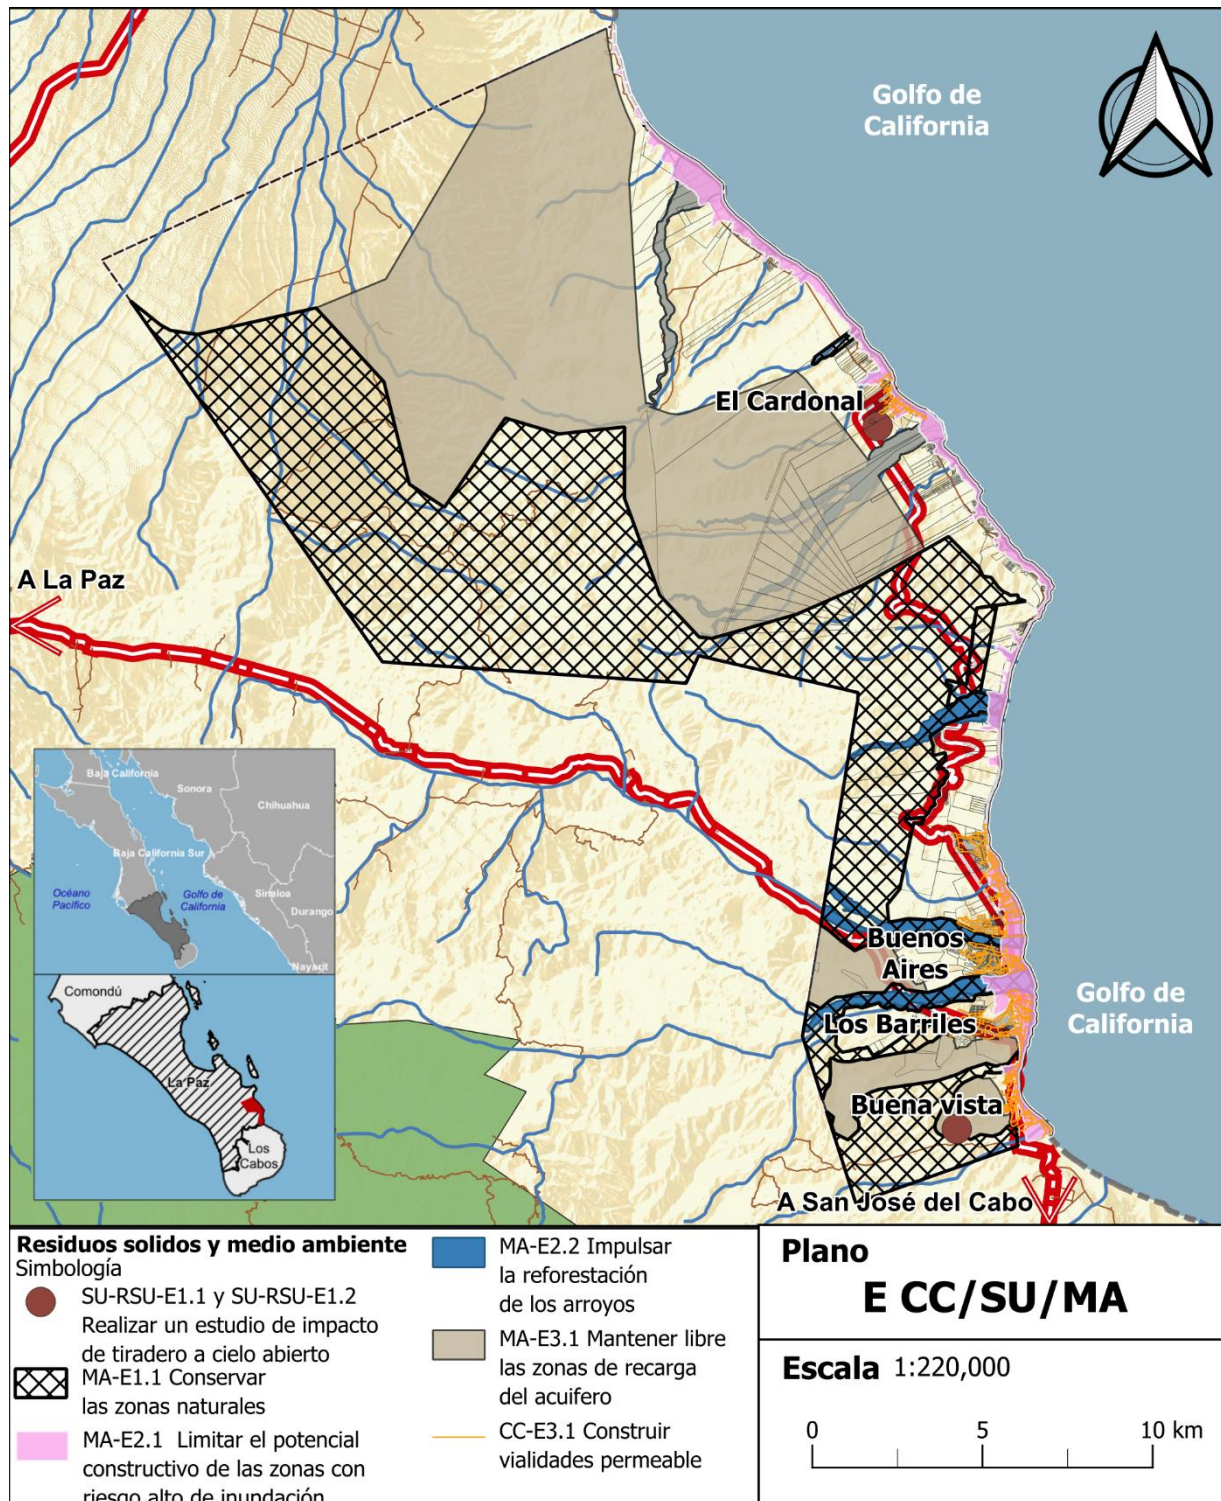 Golfo de
California
El Cardonal
A La Paz
Baja California
Sonora
Chihuahua
Baja California Sur
Océano
Pacífico
Golfo de
California
Sinaloa
Durango
Nayarit
Comondú
La Paz
Los
Cabos
Buenos
Aires
Los Barriles
Golfo de
California
Buena vista
A San José del Cabo
Residuos solidos y medio ambiente
Simbología
SU-RSU-E1.1 y SU-RSU-E1.2
Realizar un estudio de impacto
de tiradero a cielo abierto
MA-E1.1 Conservar
las zonas naturales
MA-E2.1 Limitar el potencial
constructivo de las zonas con
riesgo alto de inundación
MA-E2.2 Impulsar
la reforestación
de los arroyos
MA-E3.1 Mantener libre
las zonas de recarga
del acuifero
CC-E3.1 Construir
vialidades permeable
Plano
E CC/SU/MA
Escala 1:220,000
0 5 10 km